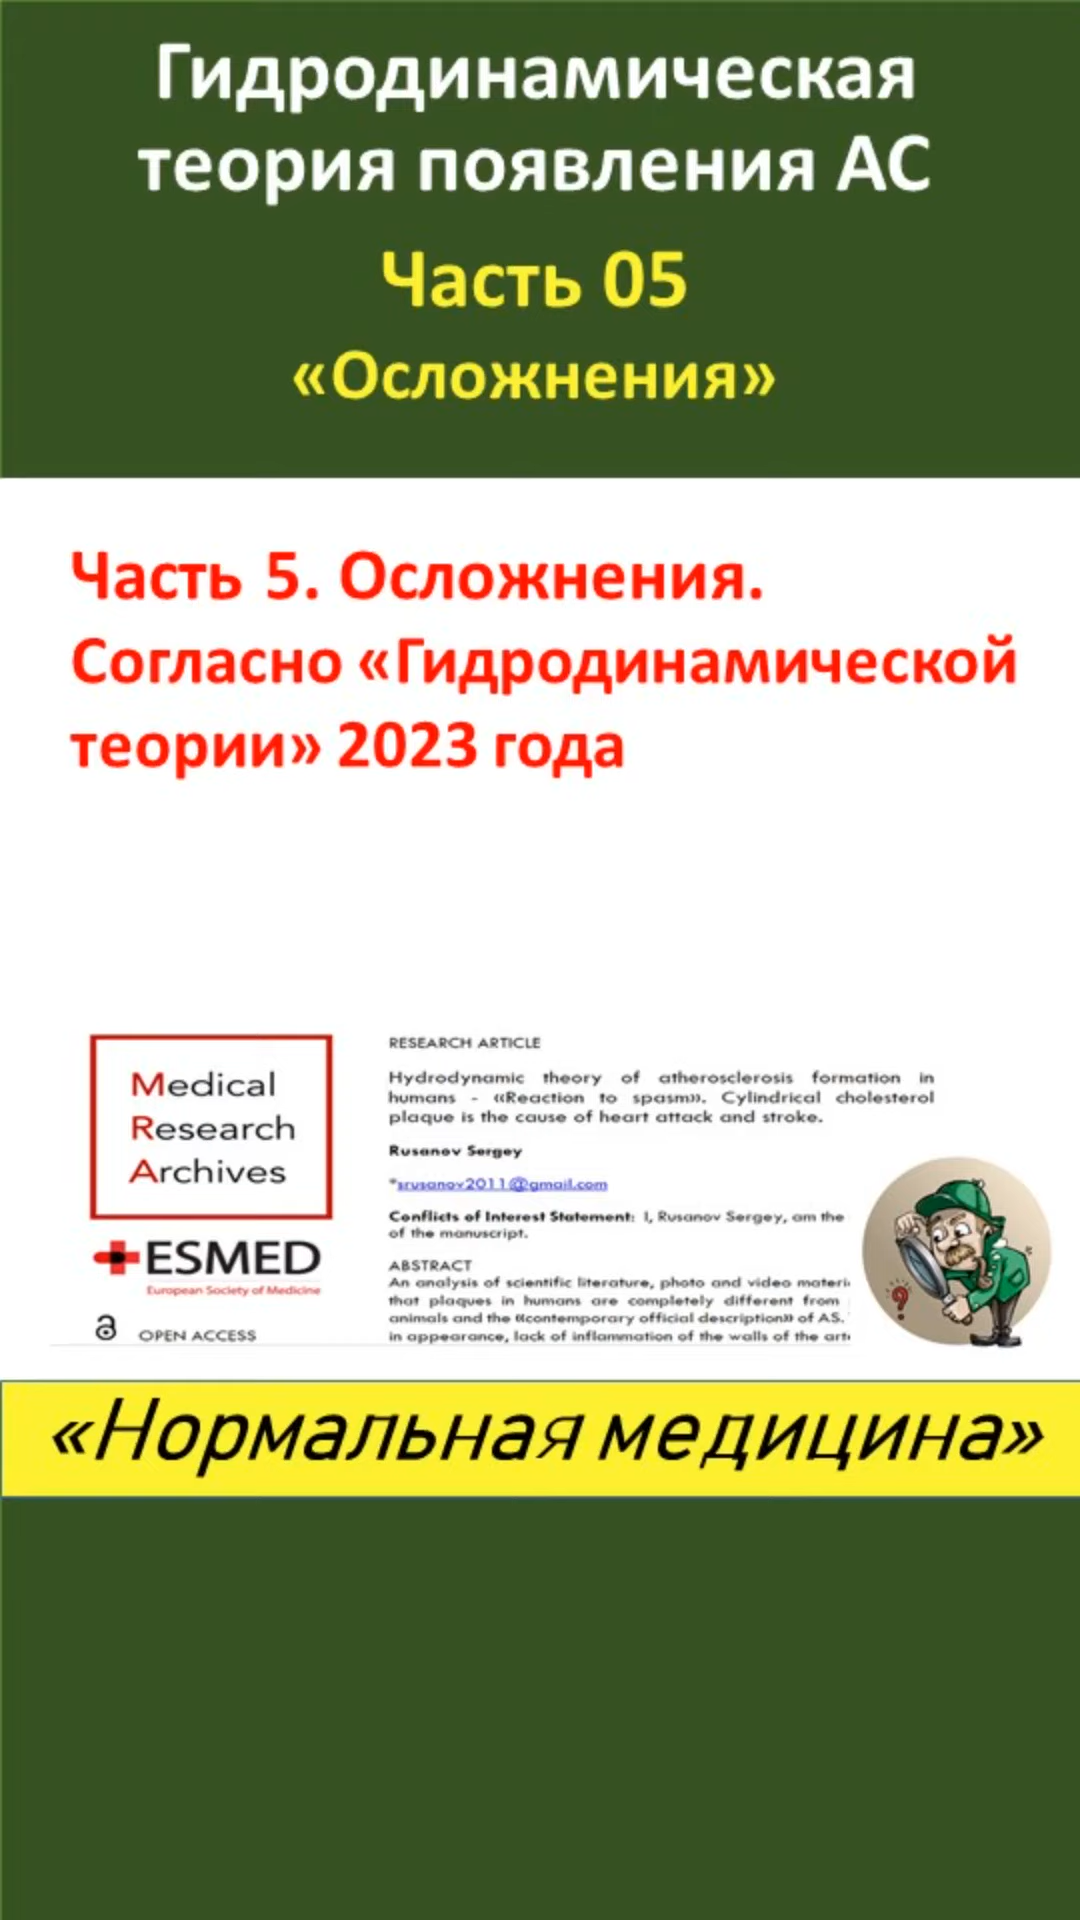 Гидродинамическая
теория появления АС
Часть 05
«Осложнения»
Часть 5. Осложнения.
Согласно «Гидродинамической
теории» 2023 года
Medical
Research
Archives
ESMED
European Society of Medicine
OPEN ACCESS
RESEARCH ARTICLE
Hydrodynamic theory of atherosclerosis formation in
humans - «Reaction to spasm». Cylindrical cholesterol
plaque is the cause of heart attack and stroke.
Rusanov Sergey
*srusanov2011@gmail.com
Conflicts of Interest Statement: I, Rusanov Sergey, am the
of the manuscript.
ABSTRACT
An analysis of scientific literature, photo and video materi
that plaques in humans are completely different from
animals and the «contemporary official description» of AS.
in appearance, lack of inflammation of the walls of the art
?
«Нормальная медицина»